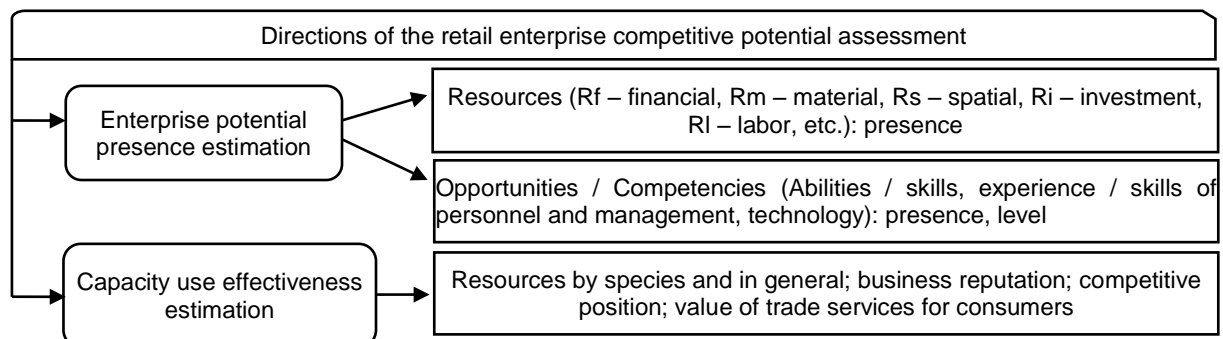 Directions of the retail enterprise competitive potential assessment
Enterprise potential
presence estimation
Resources (Rf – financial, Rm – material, Rs – spatial, Ri – investment,
Rl – labor, etc.): presence
Opportunities / Competencies (Abilities / skills, experience / skills of
personnel and management, technology): presence, level
Capacity use effectiveness
estimation
Resources by species and in general; business reputation; competitive
position; value of trade services for consumers